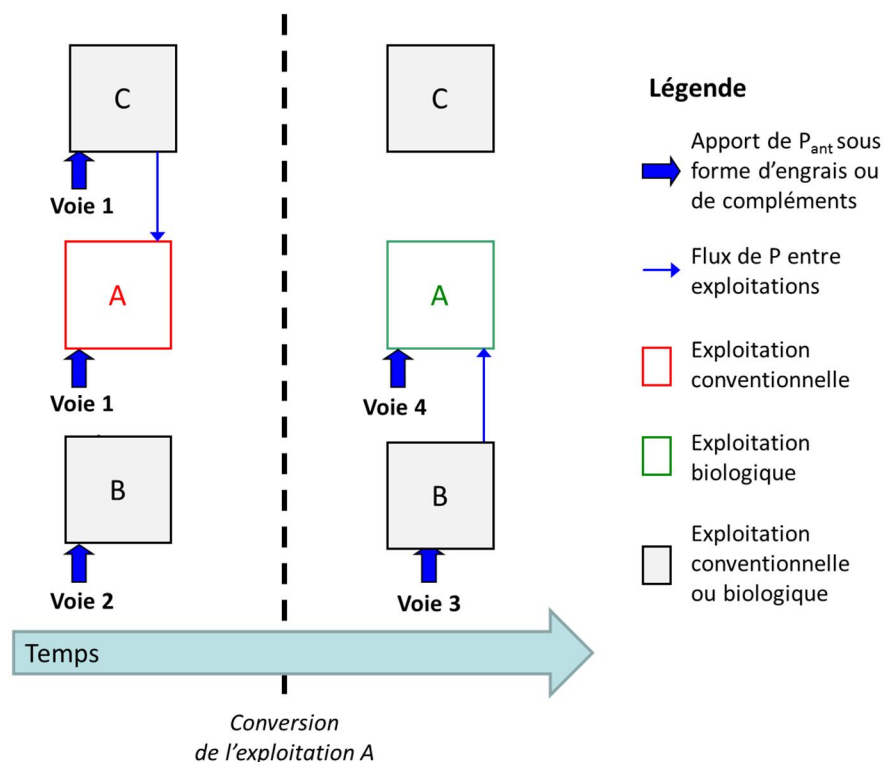 C
Voie 1
A
Voie 1
B
Voie 2
C
A
Voie 4
B
Voie 3
Temps
Conversion
de l'exploitation A
Légende
Apport de Pant sous
forme d'engrais ou
de compléments
Flux de P entre
exploitations
Exploitation
conventionnelle
Exploitation
biologique
Exploitation
conventionnelle
ou biologique